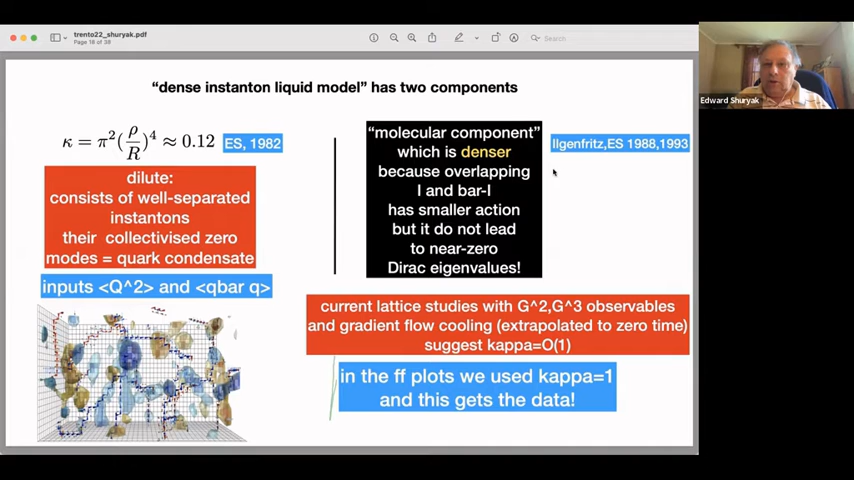 trento22_shuryak.pdf
Page 18 of 38
Search
"dense instanton liquid model" has two components
κ = π²(ρ/R)⁴ ≈ 0.12
ES, 1982
dilute:
consists of well-separated
instantons
their collectivised zero
modes = quark condensate
inputs <Q^2> and <qbar q>
"molecular component"
which is denser
because overlapping
I and bar-I
has smaller action
but it do not lead
to near-zero
Dirac eigenvalues!
Ilgenfritz,ES 1988,1993
current lattice studies with G^2,G^3 observables
and gradient flow cooling (extrapolated to zero time)
suggest kappa=O(1)
in the ff plots we used kappa=1
and this gets the data!
Edward Shuryak